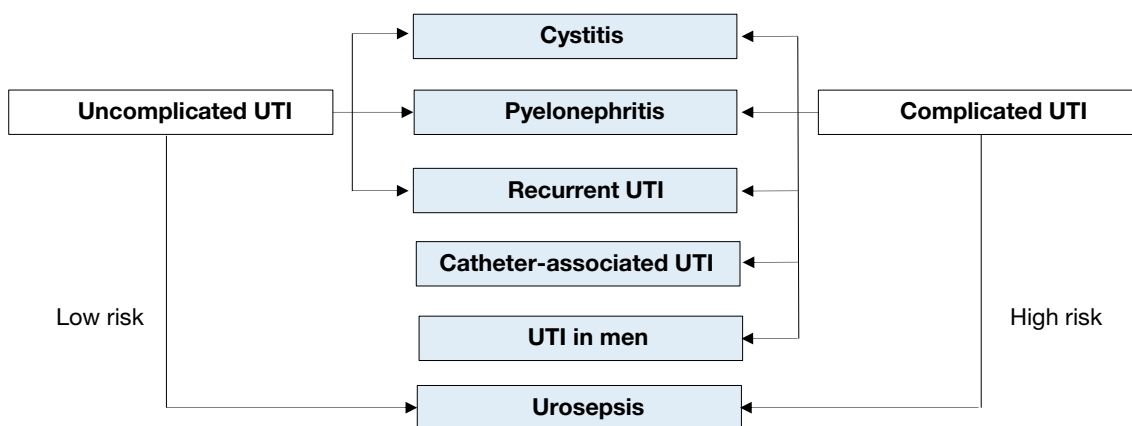 Cystitis
Uncomplicated UTI
Pyelonephritis
Complicated UTI
Recurrent UTI
Catheter-associated UTI
Low risk
High risk
UTI in men
Urosepsis